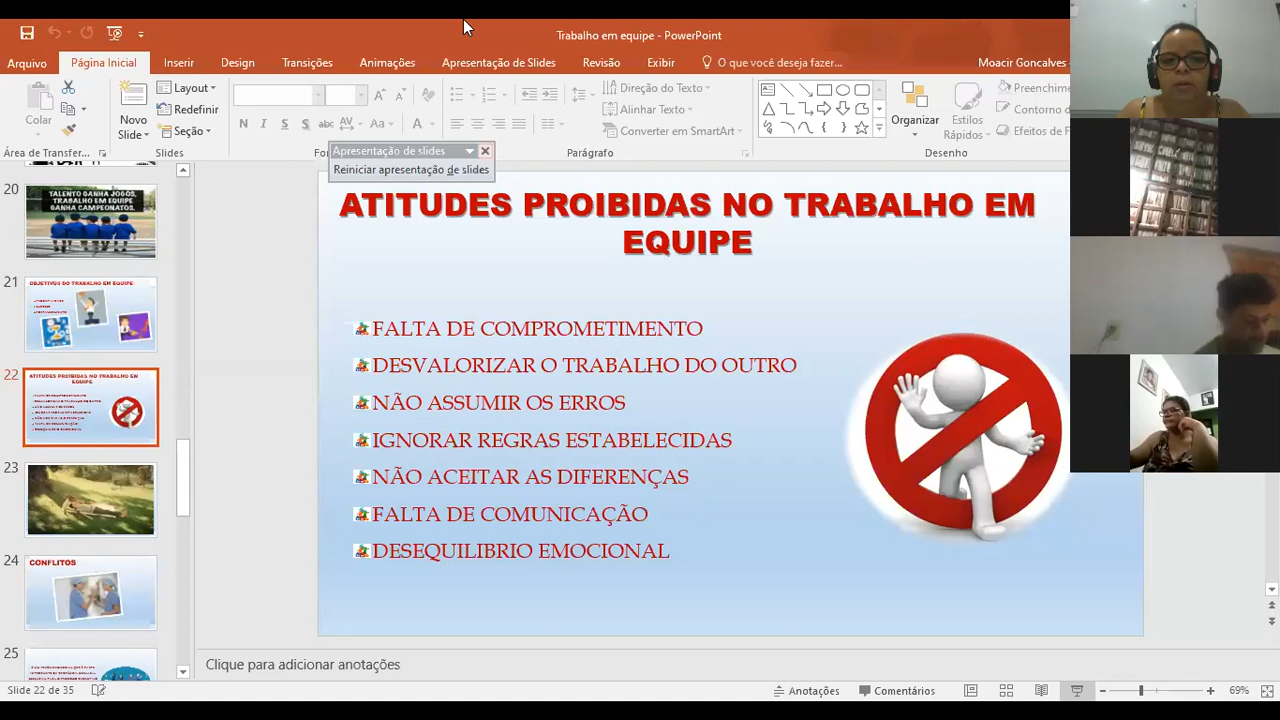 Trabalho em equipe - PowerPoint
Arquivo
Página Inicial
Inserir
Design
Transições
Animações
Apresentação de Slides
Revisão
Exibir
O que você deseja fazer...
Moacir Goncalves
Colar
Novo
Slide
Layout
Redefinir
Seção
N I S S abc AV Aa A
Direção do Texto
Alinhar Texto
Converter em SmartArt
Organizar
Estilos
Rápidos
Preenchime
Contorno d
Efeitos de F
Área de Transfer...
Slides
For
Parágrafo
Desenho
Apresentação de slides
Reiniciar apresentação de slides
20
TALENTO GANHA JOGOS,
TRABALHO EM EQUIPE
GANHA CAMPEONATOS.
21
OBJETIVOS DO TRABALHO EM EQUIPE
22
ATITUDES PROIBIDAS NO TRABALHO EM
EQUIPE
23
24
CONFLITOS
25
ATITUDES PROIBIDAS NO TRABALHO EM
EQUIPE
FALTA DE COMPROMETIMENTO
DESVALORIZAR O TRABALHO DO OUTRO
NÃO ASSUMIR OS ERROS
IGNORAR REGRAS ESTABELECIDAS
NÃO ACEITAR AS DIFERENÇAS
FALTA DE COMUNICAÇÃO
DESEQUILIBRIO EMOCIONAL
Clique para adicionar anotações
Slide 22 de 35
Anotações
Comentários
69%